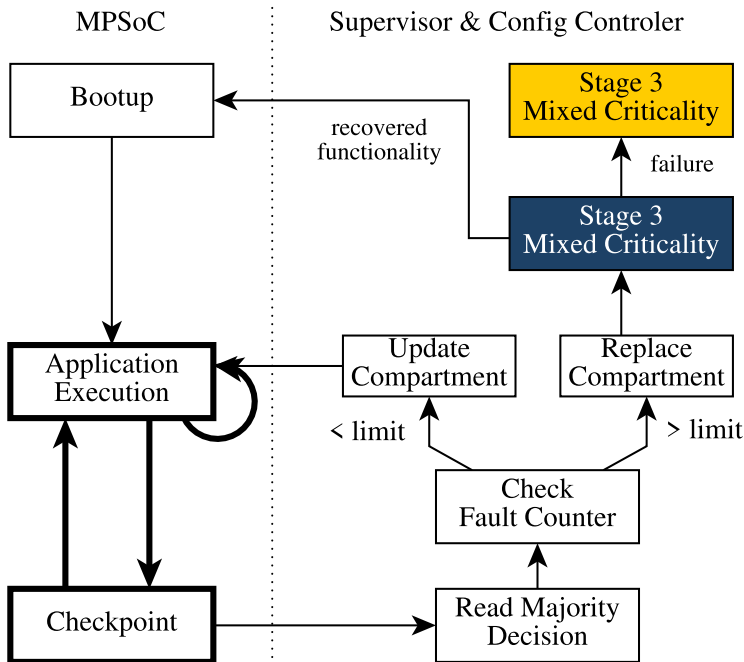 MPSoC
Supervisor & Config Controler
Bootup
Stage 3
Mixed Criticality
recovered
functionality
failure
Stage 3
Mixed Criticality
Application
Execution
Update
Compartment
Replace
Compartment
< limit
> limit
Check
Fault Counter
Checkpoint
Read Majority
Decision